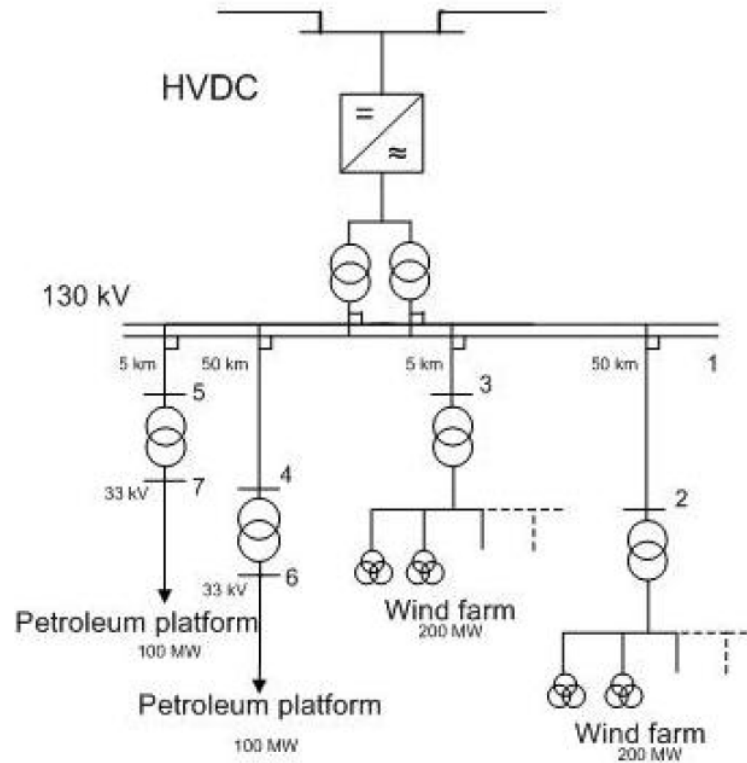 HVDC
=
≈
130 kV
5 km
50 km
5 km
50 km
1
5
3
33 kV
7
4
2
33 kV
6
Petroleum platform
100 MW
Wind farm
200 MW
Petroleum platform
100 MW
Wind farm
200 MW